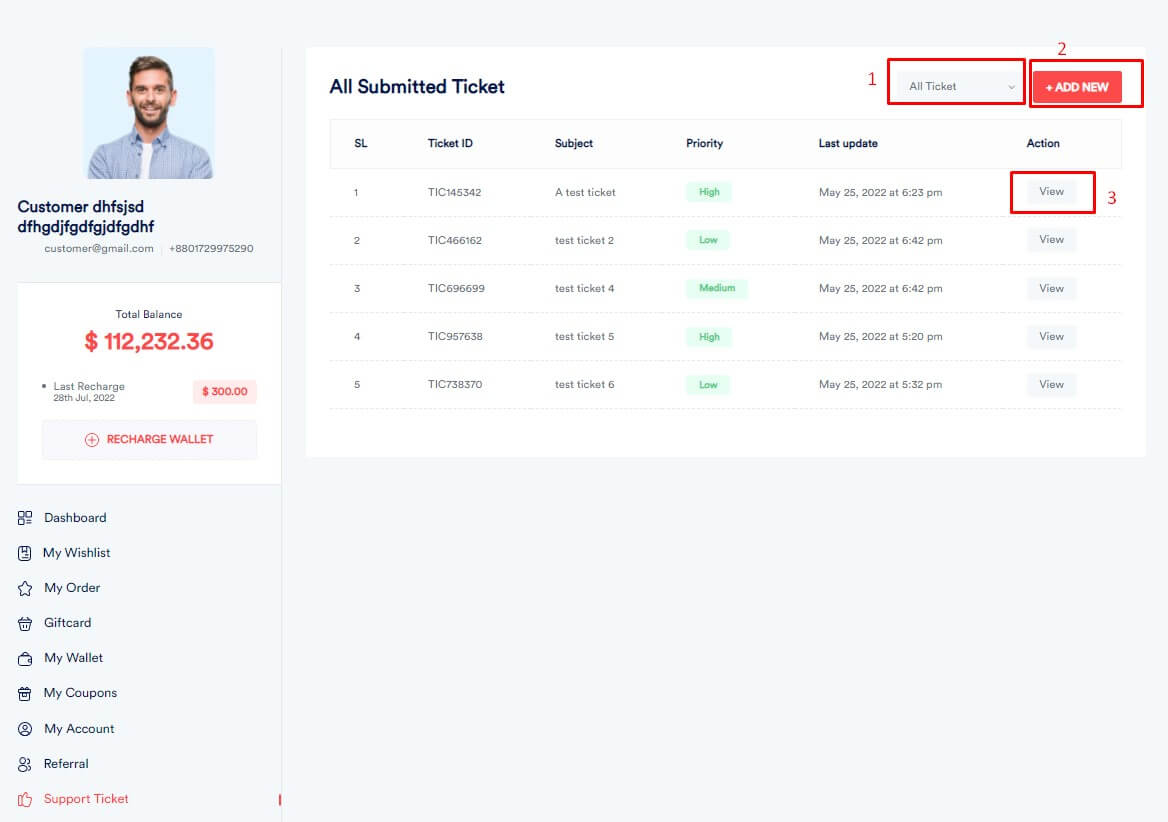 Customer dhfsjsd
dfhgdjfgdfgjdfgdhf
customer@gmail.com | +8801729975290
Total Balance
$ 112,232.36
Last Recharge
28th Jul, 2022
$ 300.00
RECHARGE WALLET
Dashboard
My Wishlist
My Order
Giftcard
My Wallet
My Coupons
My Account
Referral
Support Ticket
All Submitted Ticket
1
All Ticket
2
+ ADD NEW
SL Ticket ID Subject Priority Last update Action
1 TIC145342 A test ticket High May 25, 2022 at 6:23 pm View
3
2 TIC466162 test ticket 2 Low May 25, 2022 at 6:42 pm View
3 TIC696699 test ticket 4 Medium May 25, 2022 at 6:42 pm View
4 TIC957638 test ticket 5 High May 25, 2022 at 5:20 pm View
5 TIC738370 test ticket 6 Low May 25, 2022 at 5:32 pm View